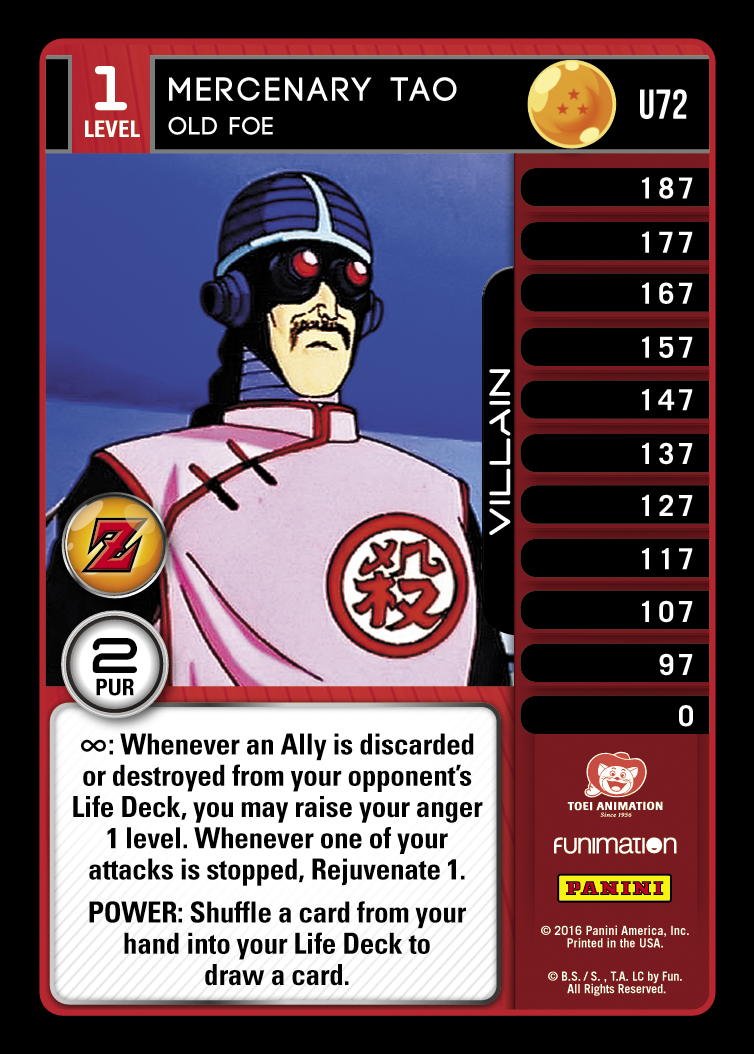 1
LEVEL
MERCENARY TAO
OLD FOE
U72
187
177
167
157
147
137
127
117
107
97
0
VILLAIN
殺
Z
2
PUR
∞: Whenever an Ally is discarded
or destroyed from your opponent's
Life Deck, you may raise your anger
1 level. Whenever one of your
attacks is stopped, Rejuvenate 1.
POWER: Shuffle a card from your
hand into your Life Deck to
draw a card.
TOEI ANIMATION
Since 1956
FUNIMATION
PANINI
© 2016 Panini America, Inc.
Printed in the USA.
© B.S. / S. , T.A. LC by Fun.
All Rights Reserved.